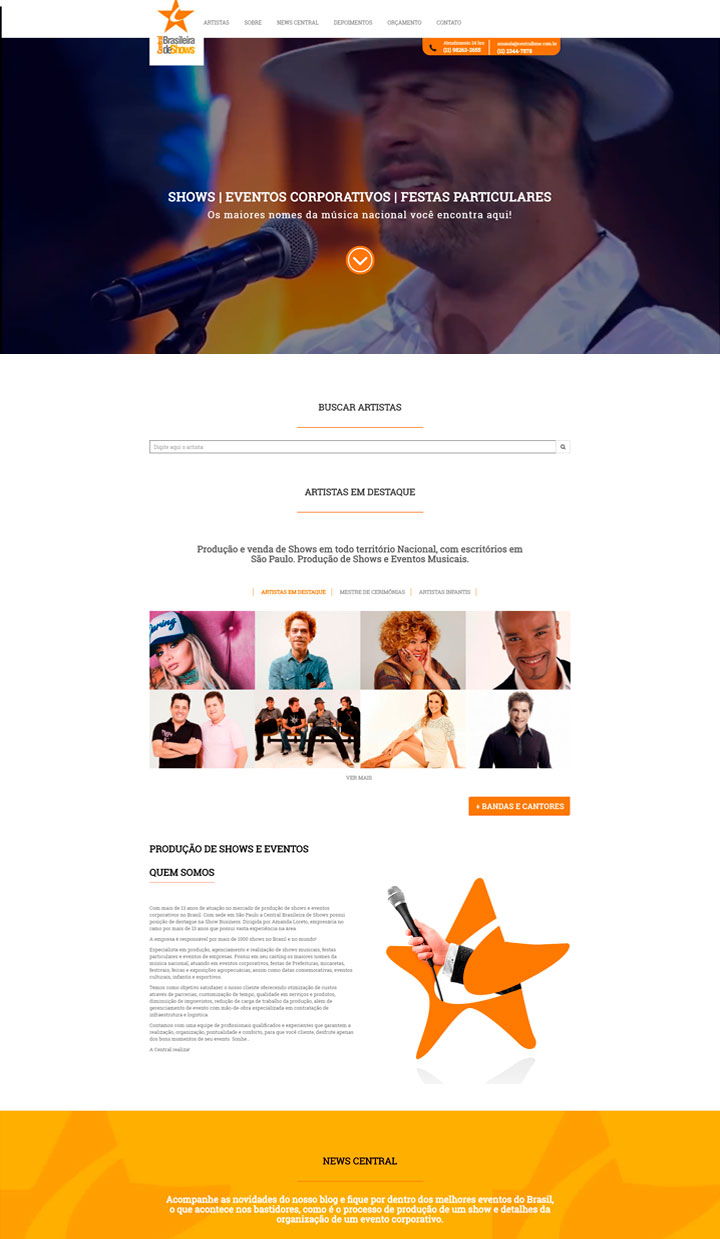 ARTISTAS SOBRE NEWS CENTRAL DEPOIMENTOS ORÇAMENTO CONTATO
Central
Brasileira
de Shows
Atendimento 24 hrs
SHOWS | EVENTOS CORPORATIVOS | FESTAS PARTICULARES
Os maiores nomes da música nacional você encontra aqui!
BUSCAR ARTISTAS
Digite aqui o artista
ARTISTAS EM DESTAQUE
Produção e venda de Shows em todo território Nacional, com escritórios em
São Paulo. Produção de Shows e Eventos Musicais.
ARTISTAS EM DESTAQUE MESTRE DE CERIMÔNIAS ARTISTAS INFANTIS
VER MAIS
+ BANDAS E CANTORES
PRODUÇÃO DE SHOWS E EVENTOS
QUEM SOMOS
Com mais de 13 anos de atuação no mercado de produção de shows e eventos
corporativos no Brasil. Com sede em São Paulo a Central Brasileira de Shows possui
posição de destaque na Show Business. Dirigida por Amanda Loreto, empresária no
ramo por mais de 13 anos que possui vasta experiência na área.
A empresa é responsável por mais de 1000 shows no Brasil e no mundo!
Especialista em produção, agenciamento e realização de shows musicais, festas
particulares e eventos de empresas. Possui em seu casting os maiores nomes da
música nacional, atuando em eventos corporativos, festas de Prefeituras, micaretas,
festivais, feiras e exposições agropecuárias, assim como datas comemorativas, eventos
culturais, infantis e esportivos.
Temos como objetivo satisfazer o nosso cliente oferecendo otimização de custos
através de parcerias, customização de tempo, qualidade em serviços e produtos,
diminuição de imprevistos, redução de carga de trabalho da produção, além de
gerenciamento de evento com mão-de-obra especializada em contratação de
infraestrutura e logística.
Contamos com uma equipe de profissionais qualificados e experientes que garantem a
realização, organização, pontualidade e conforto, para que você cliente, desfrute apenas
dos bons momentos de seu evento. Sonhe...
A Central realiza!
NEWS CENTRAL
Acompanhe as novidades do nosso blog e fique por dentro dos melhores eventos do Brasil,
o que acontece nos bastidores, como é o processo de produção de um show e detalhes da
organização de um evento corporativo.